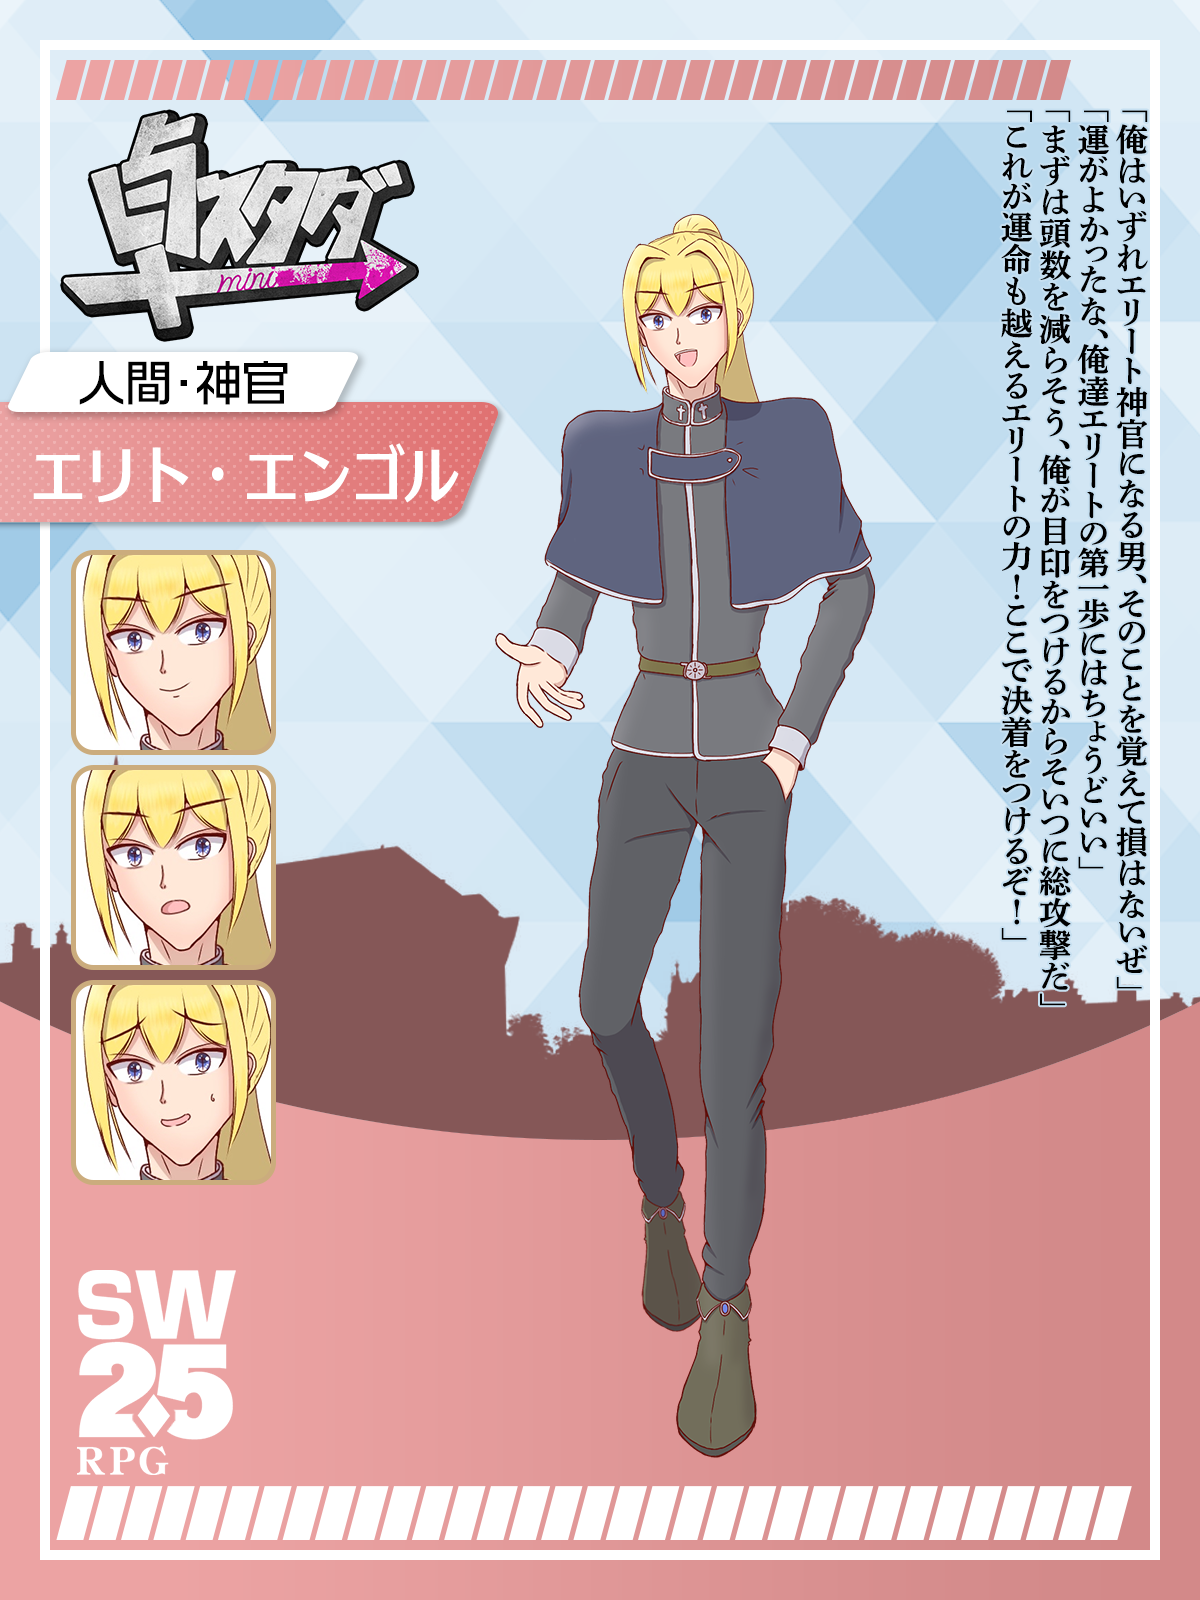 卓スタダ
mini
人間・神官
エリト・エンゴル
「俺はいずれエリート神官になる男、そのことを覚えて損はないぜ」
「運がよかったな、俺達エリートの第一歩にはちょうどいい」
「まずは頭数を減らそう、俺が目印をつけるからそいつに総攻撃だ」
「これが運命も越えるエリートの力！ここで決着をつけるぞ！」
SW
2.5
RPG